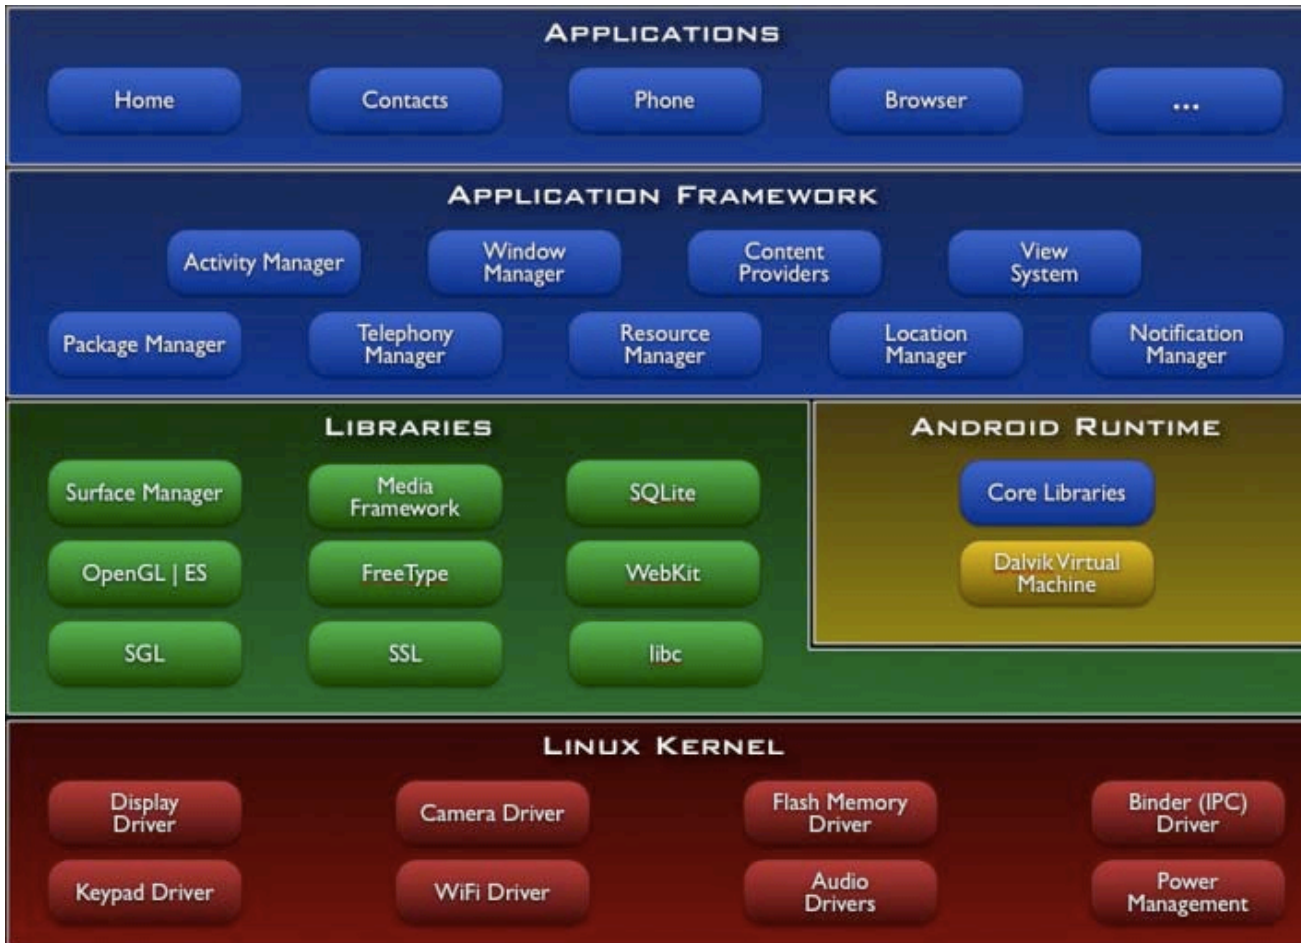 APPLICATIONS
Home
Contacts
Phone
Browser
...
APPLICATION FRAMEWORK
Activity Manager
Window
Manager
Content
Providers
View
System
Package Manager
Telephony
Manager
Resource
Manager
Location
Manager
Notification
Manager
LIBRARIES
Surface Manager
Media
Framework
SQLite
OpenGL | ES
FreeType
WebKit
SGL
SSL
libc
ANDROID RUNTIME
Core Libraries
Dalvik Virtual
Machine
LINUX KERNEL
Display
Driver
Camera Driver
Flash Memory
Driver
Binder (IPC)
Driver
Keypad Driver
WiFi Driver
Audio
Drivers
Power
Management